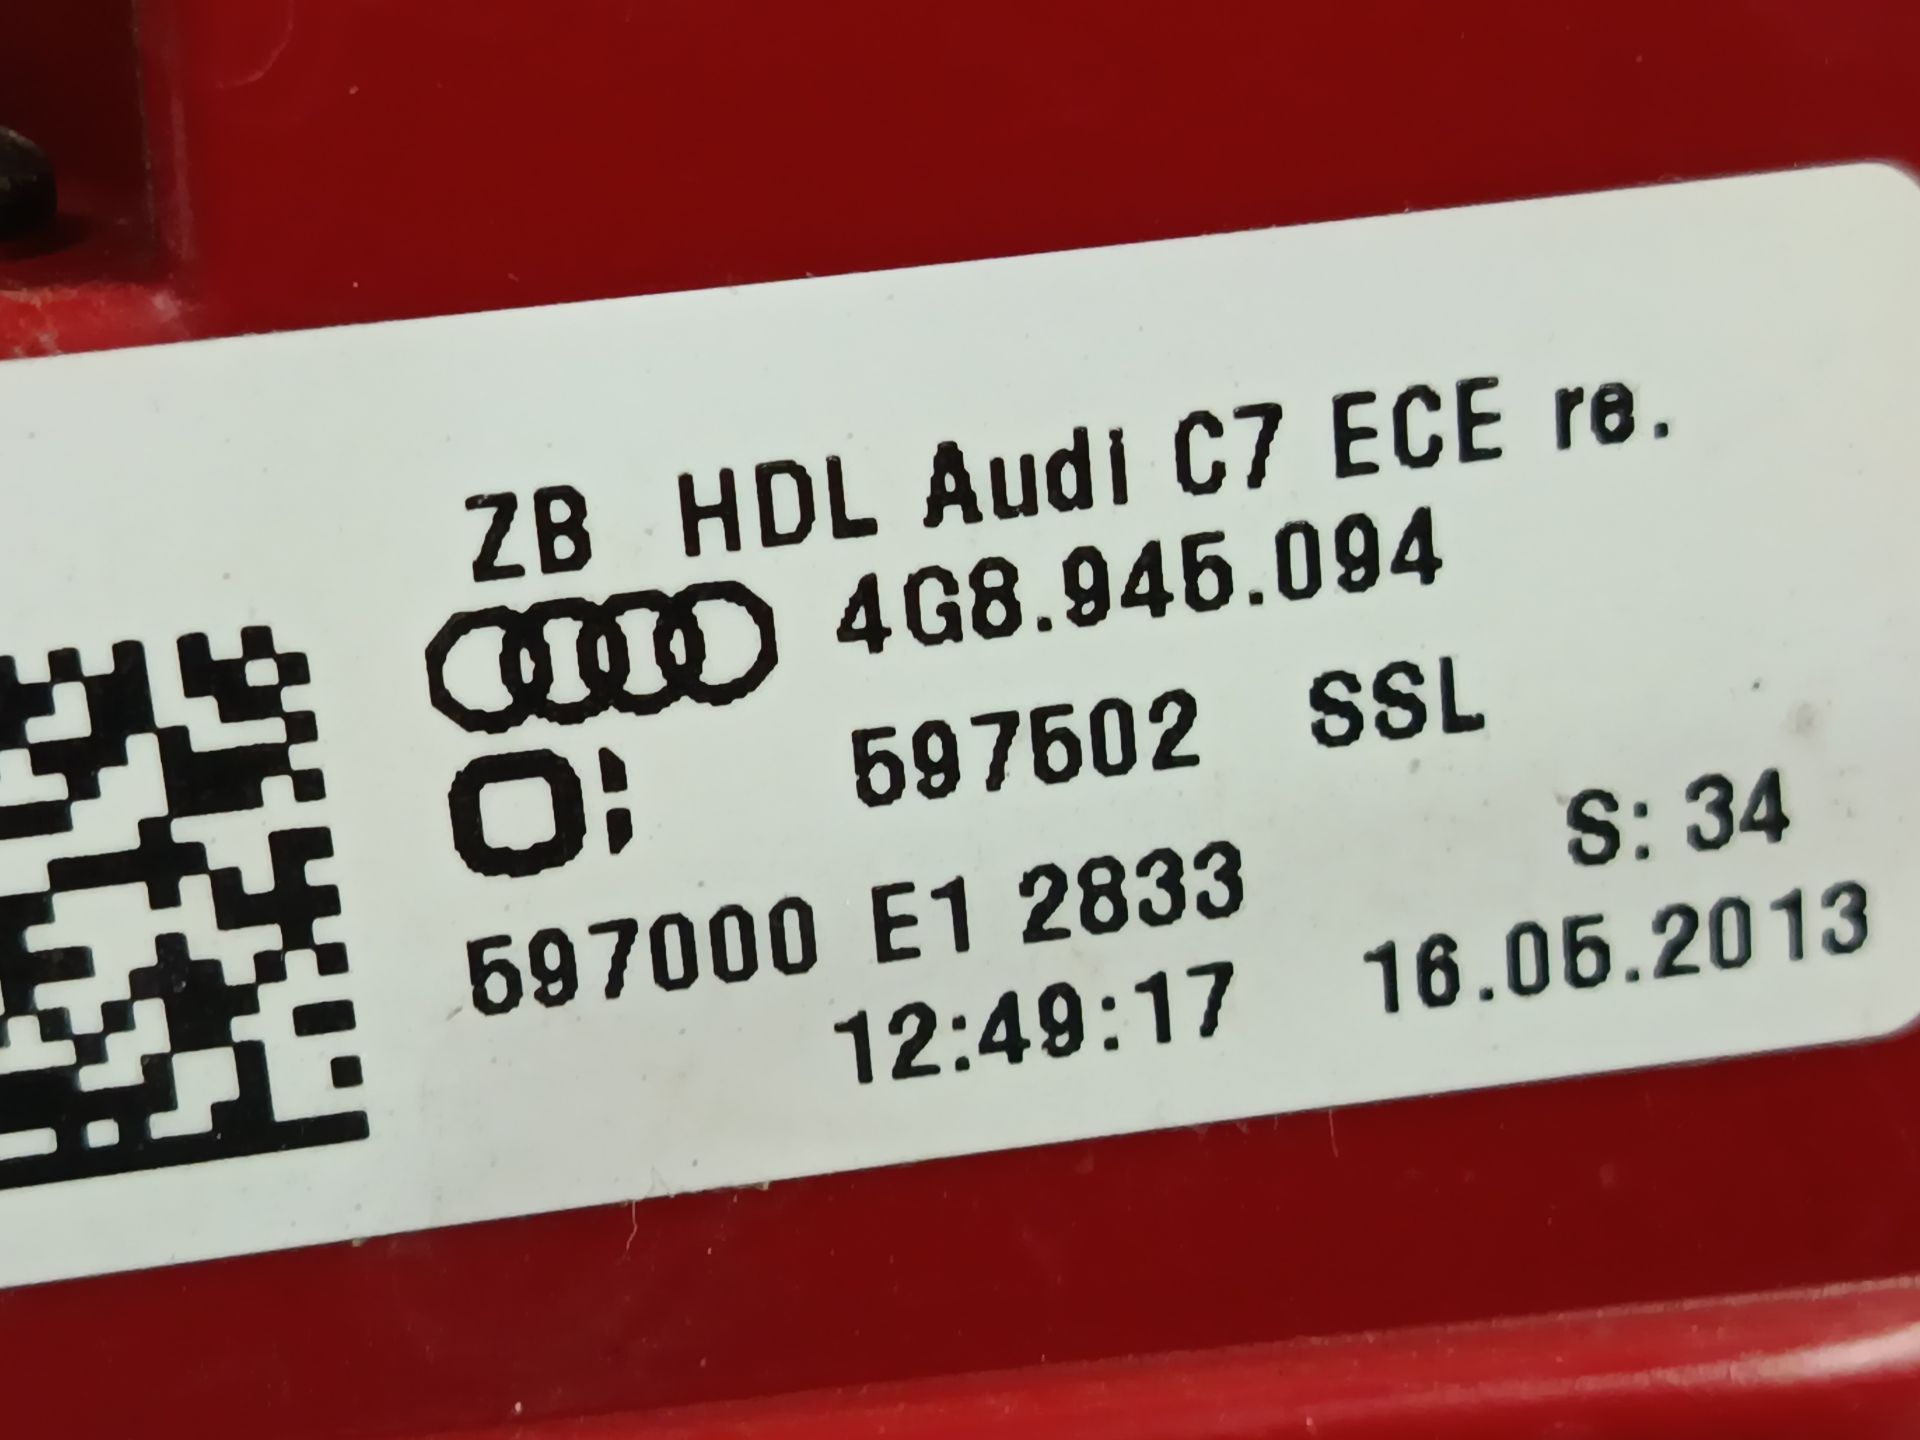 ZB HDL Audi C7 ECE re.
4G8.945.094
597502 SSL
S: 34
597000 E1 2833
12:49:17 16.05.2013